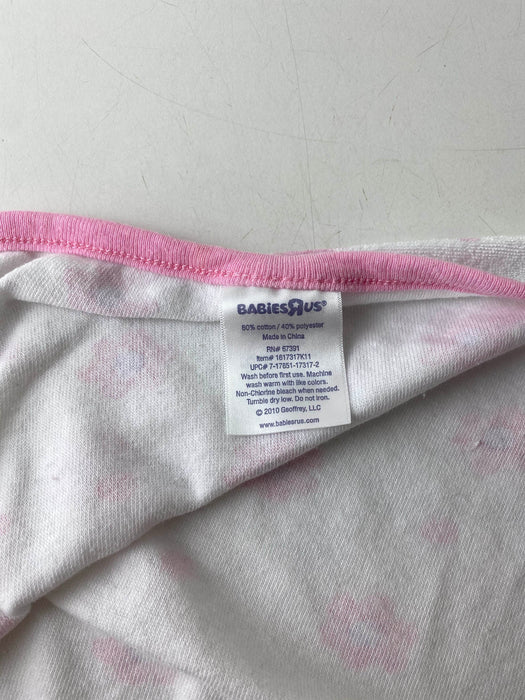 BABIESRUS®
60% cotton / 40% polyester
Made in China
RN# 67391
Item# 1617317K11
UPC# 7-17851-17317-2
Wash before first use. Machine
wash warm with like colors.
Non-Chlorine bleach when needed.
Tumble dry low. Do not iron.
© 2010 Geoffrey, LLC
www.babiesrus.com